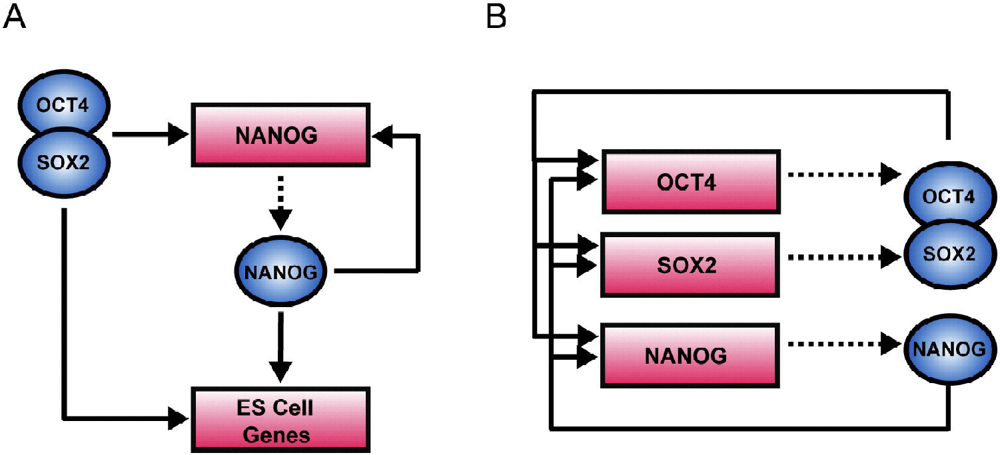 A
OCT4
SOX2
NANOG
NANOG
ES Cell
Genes
B
OCT4
SOX2
NANOG
OCT4
SOX2
NANOG